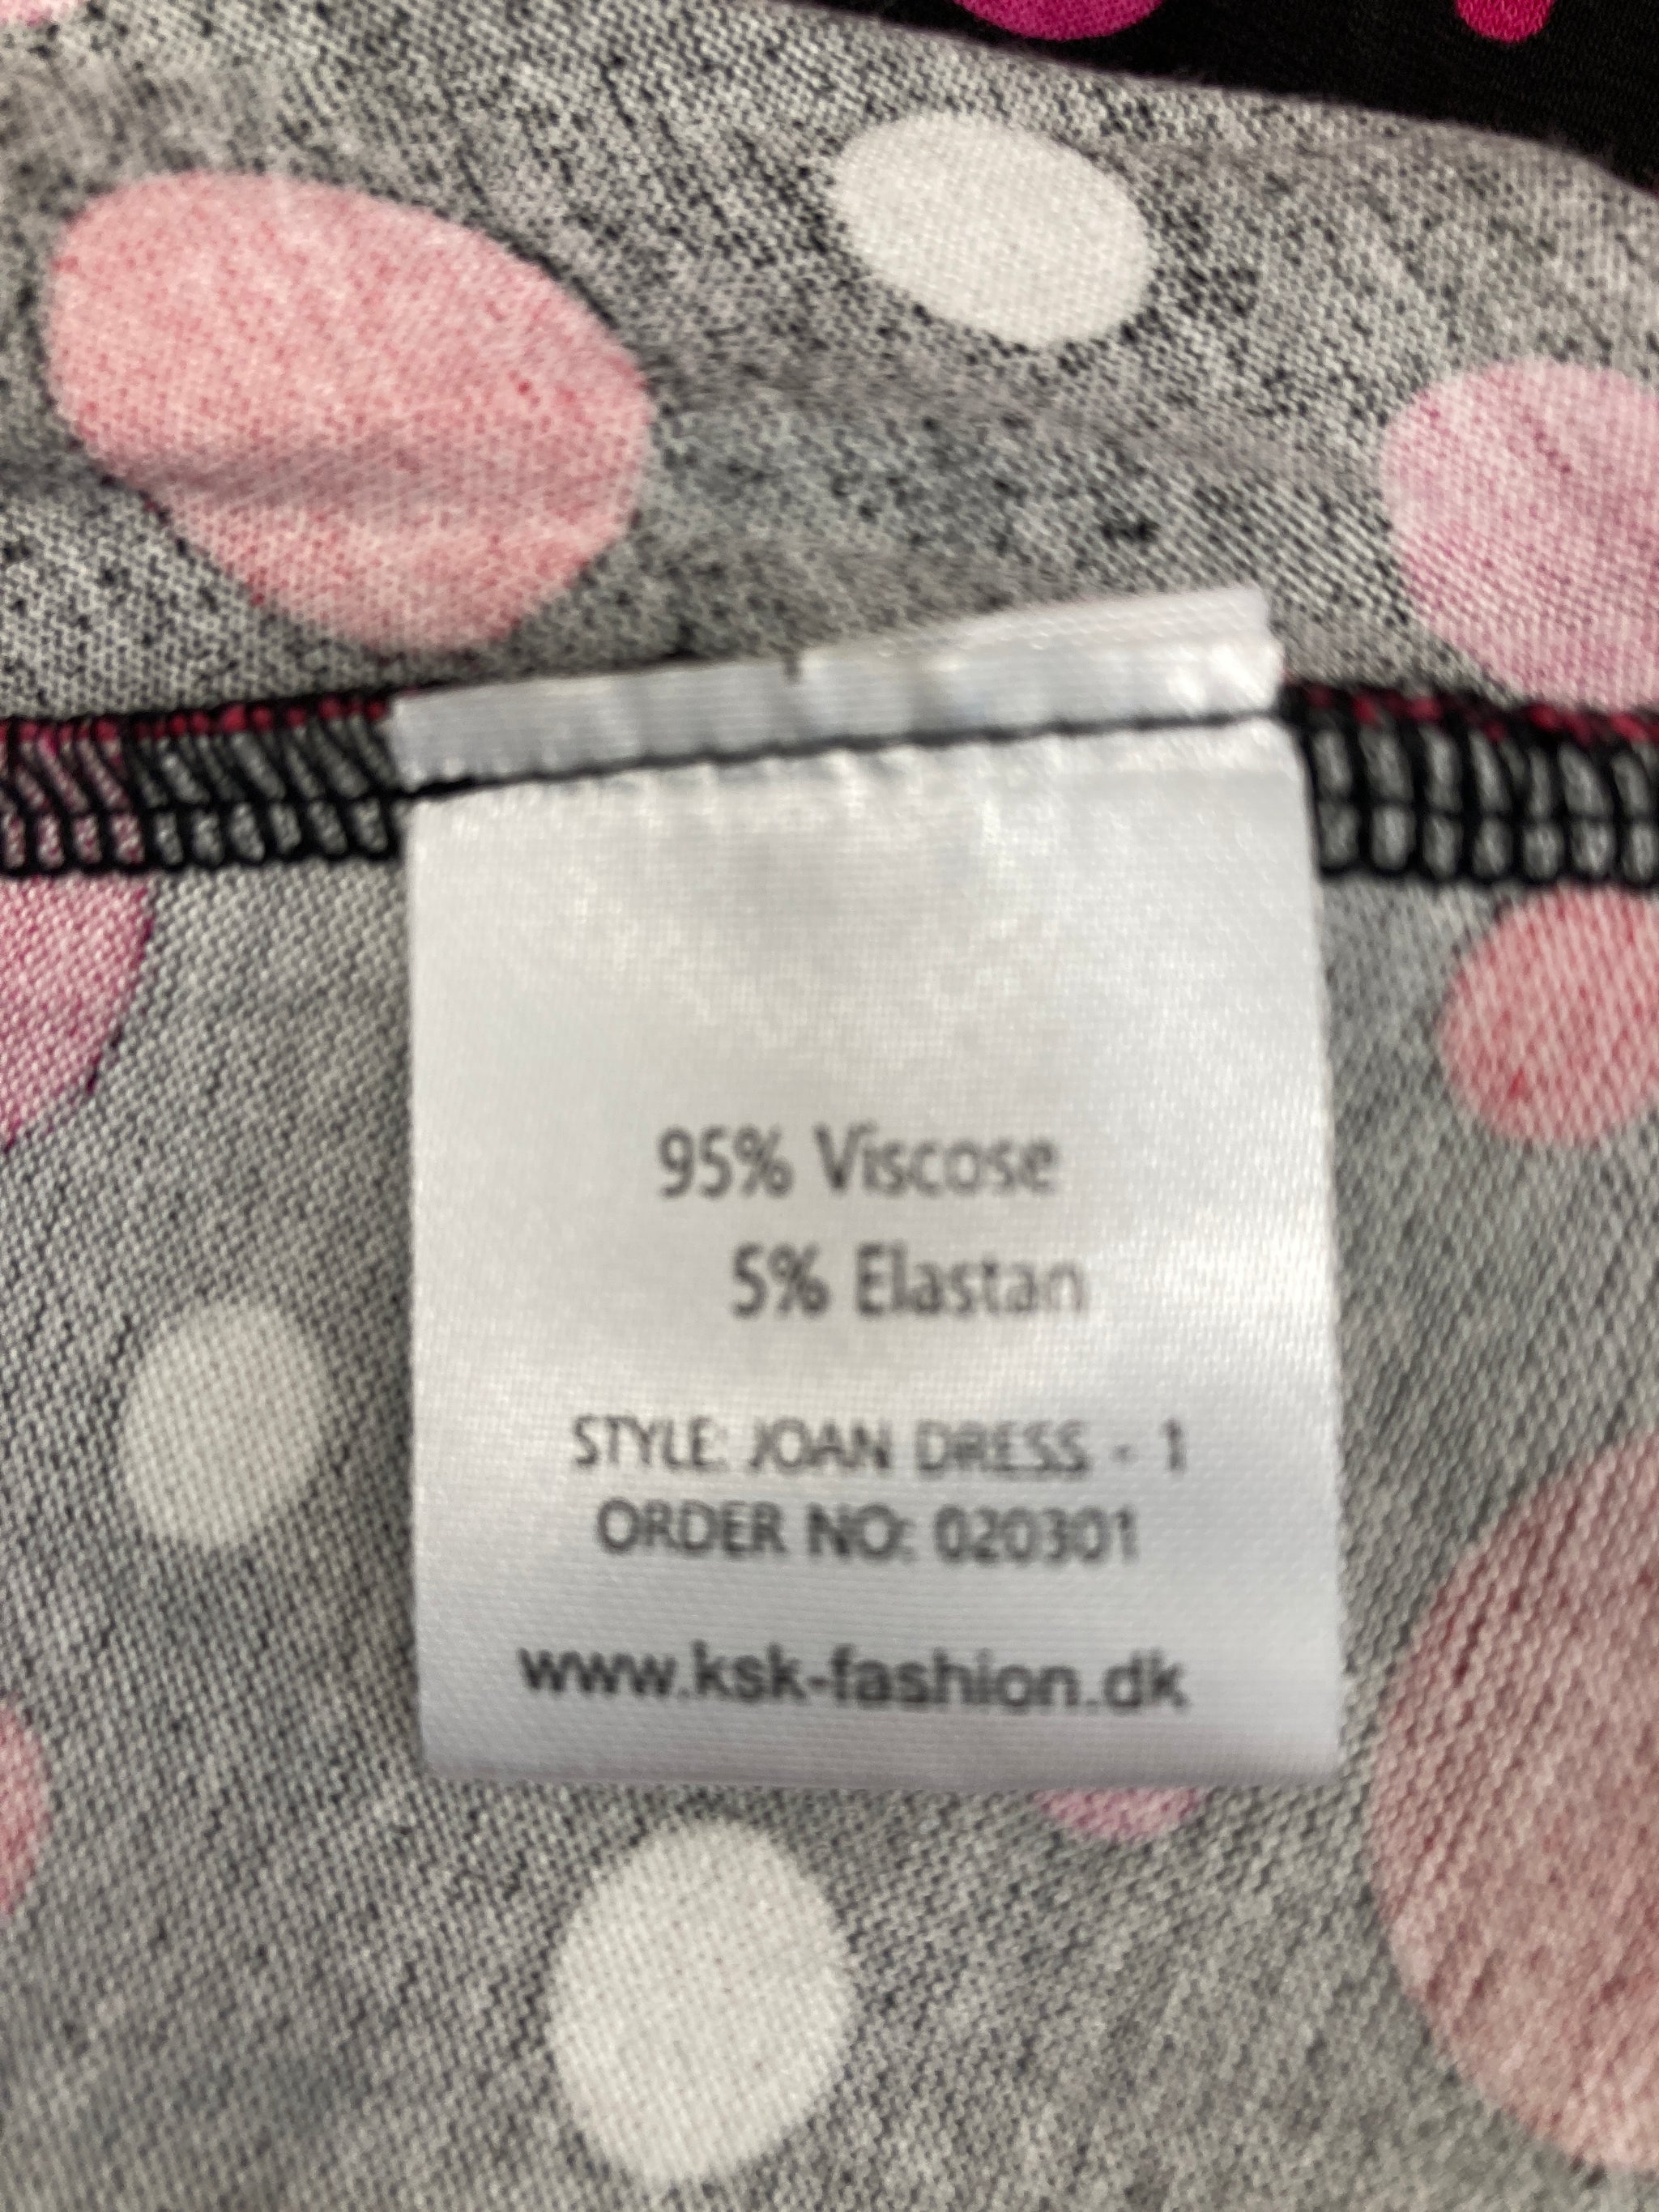 95% Viscose
5% Elastan
STYLE: JOAN DRESS - 1
ORDER NO: 020301
www.ksk-fashion.dk